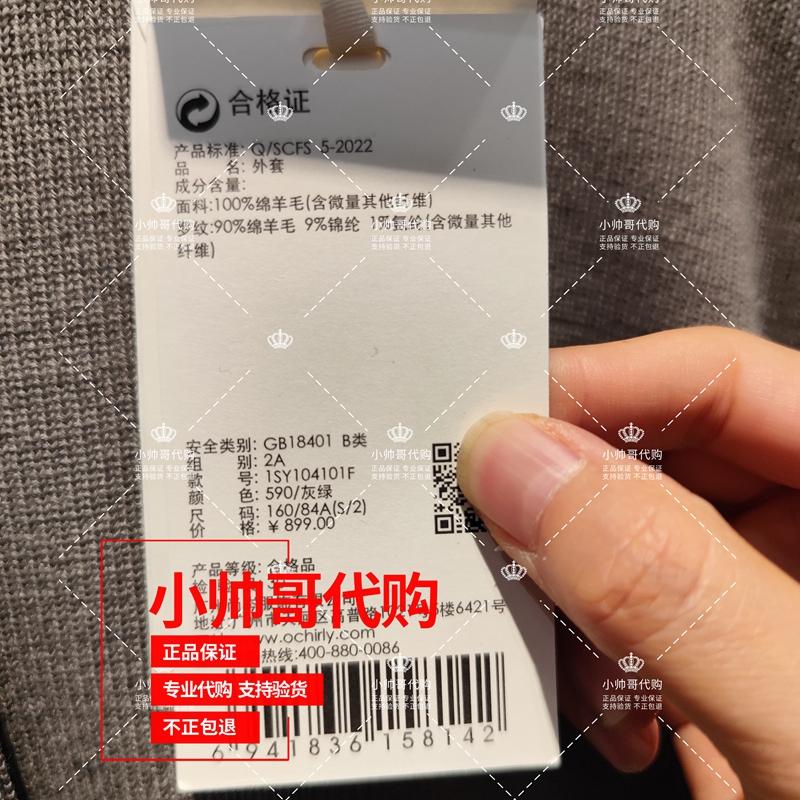 合格证
产品标准: Q/SCFS 5-2022
品 名: 外套
成分含量:
面料:100%绵羊毛(含微量其他纤维)
罗纹:90%绵羊毛 9%锦纶 1%氨纶(含微量其他
纤维)
安全类别: GB18401 B类
组 别: 2A
款 号: 1SY104101F
颜 色: 590/灰绿
尺 码: 160/84A(S/2)
价 格: ¥ 899.00
产品等级: 合格品
小帅哥代购
楼6421号
www.ochirly.com
正品保证
热线:400-880-0086
专业代购 支持验货
不正包退
6 941836 158142
小帅哥代购
正品保证 专业保证
支持验货 不正包退